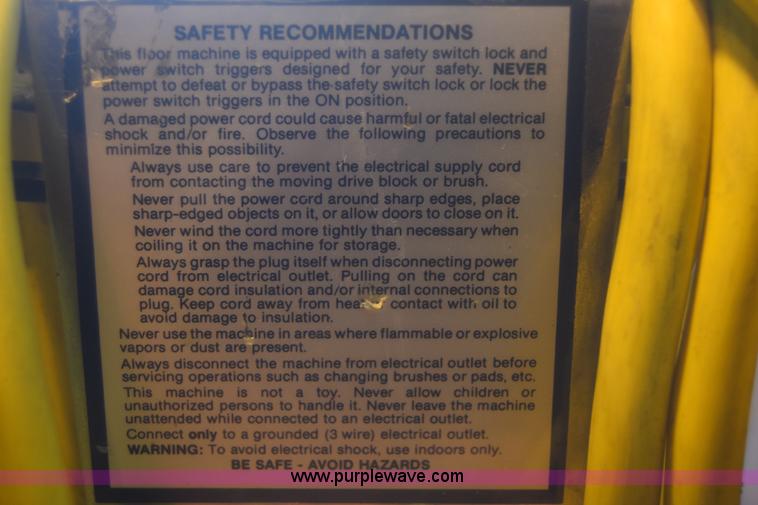 SAFETY RECOMMENDATIONS
This floor machine is equipped with a safety switch lock and
power switch triggers designed for your safety. NEVER
attempt to defeat or bypass the safety switch lock or lock the
power switch triggers in the ON position.
A damaged power cord could cause harmful or fatal electrical
shock and/or fire. Observe the following precautions to
minimize this possibility.
Always use care to prevent the electrical supply cord
from contacting the moving drive block or brush.
Never pull the power cord around sharp edges, place
sharp-edged objects on it, or allow doors to close on it.
Never wind the cord more tightly than necessary when
coiling it on the machine for storage.
Always grasp the plug itself when disconnecting power
cord from electrical outlet. Pulling on the cord can
damage cord insulation and/or internal connections to
plug. Keep cord away from heat or contact with oil to
avoid damage to insulation.
Never use the machine in areas where flammable or explosive
vapors or dust are present.
Always disconnect the machine from electrical outlet before
servicing operations such as changing brushes or pads, etc.
This machine is not a toy. Never allow children or
unauthorized persons to handle it. Never leave the machine
unattended while connected to an electrical outlet.
Connect only to a grounded (3 wire) electrical outlet.
WARNING: To avoid electrical shock, use indoors only.
BE SAFE - AVOID HAZARDS
www.purplewave.com